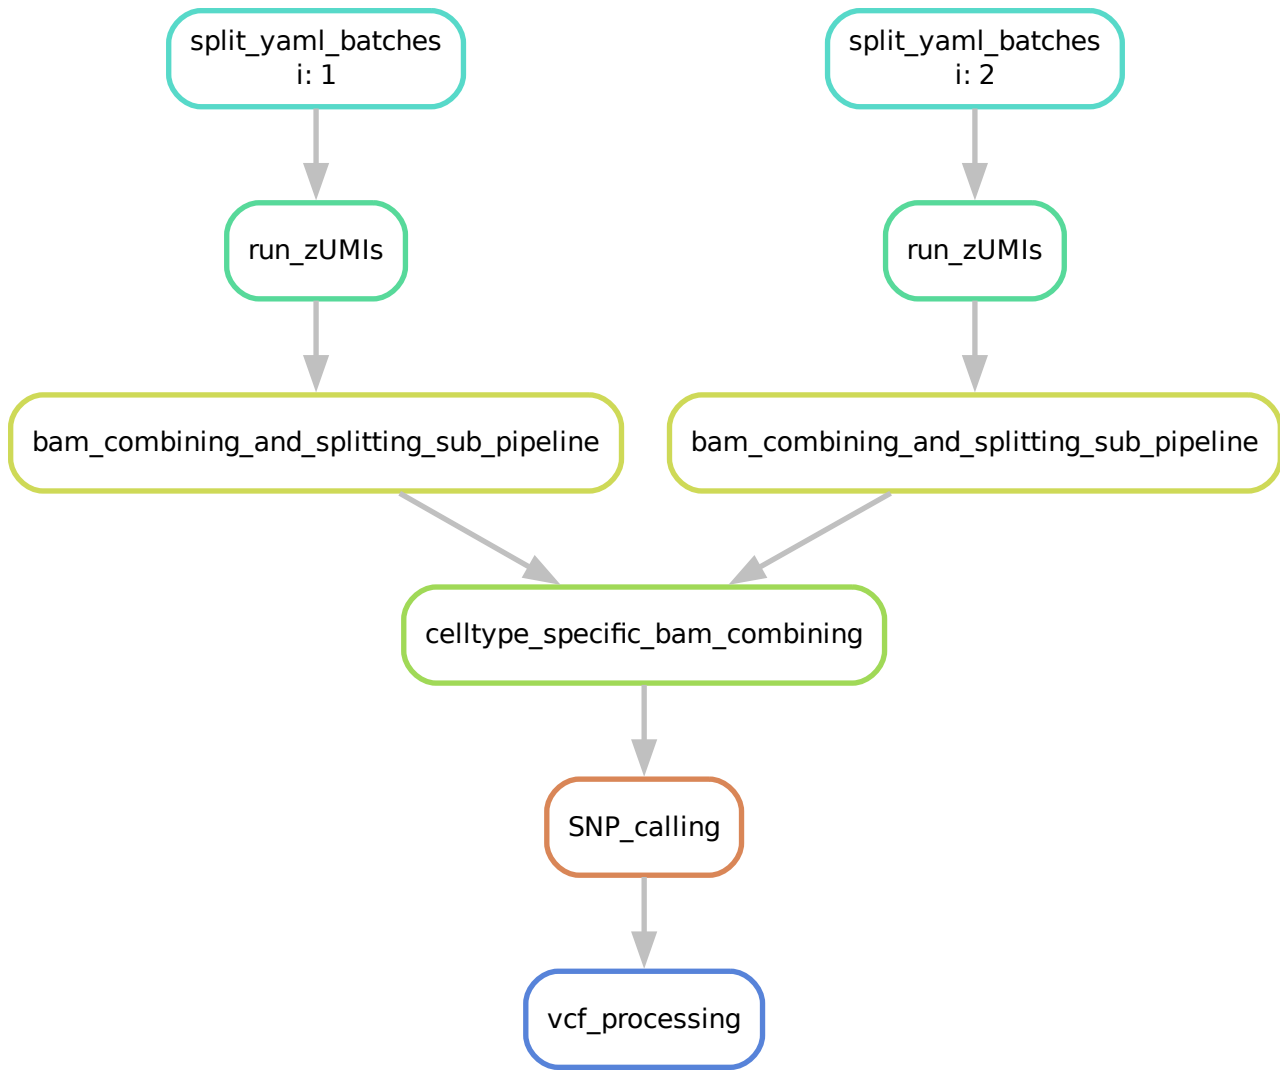 split_yaml_batches
i: 1
split_yaml_batches
i: 2
run_zUMIs
run_zUMIs
bam_combining_and_splitting_sub_pipeline
bam_combining_and_splitting_sub_pipeline
celltype_specific_bam_combining
SNP_calling
vcf_processing